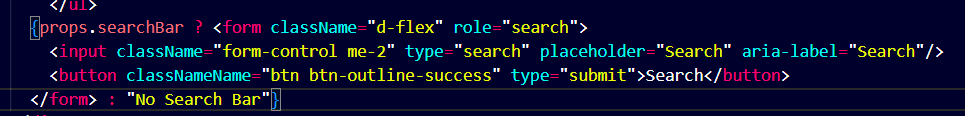 </ul>
{props.searchBar ? <form className="d-flex" role="search">
<input className="form-control me-2" type="search" placeholder="Search" aria-label="Search"/>
<button classNameName="btn btn-outline-success" type="submit">Search</button>
</form> : "No Search Bar"}